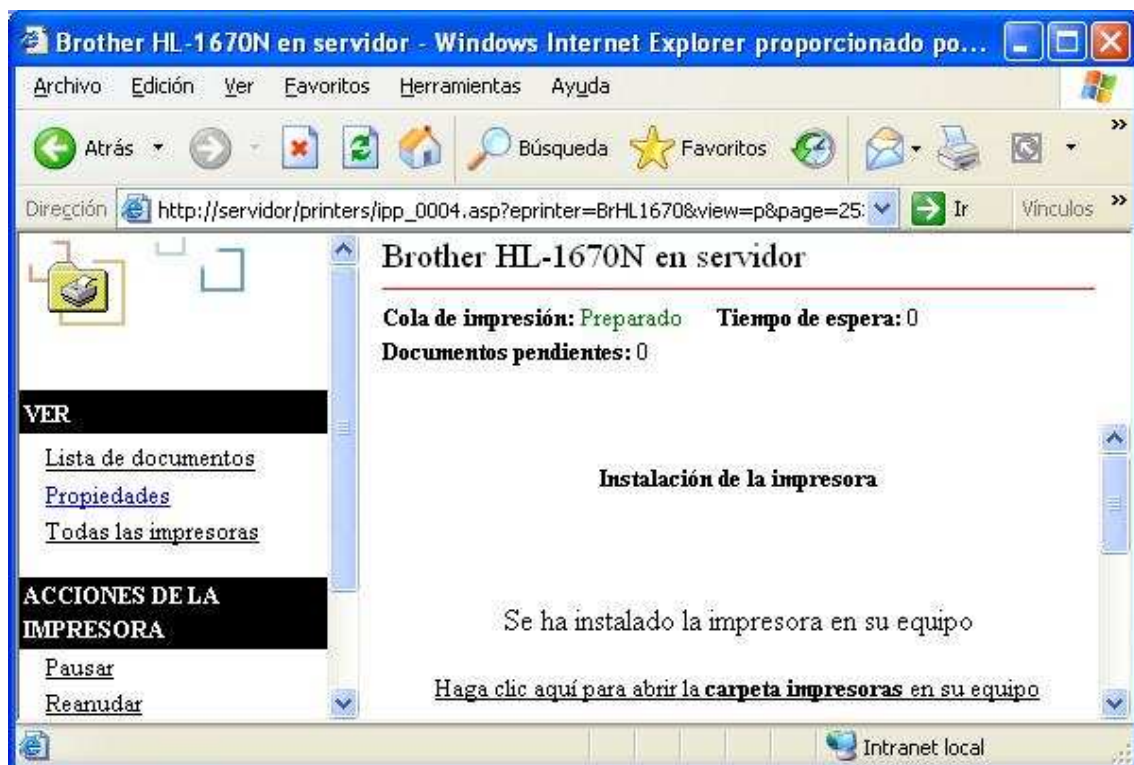 Brother HL-1670N en servidor - Windows Internet Explorer proporcionado po...
Archivo Edición Ver Favoritos Herramientas Ayuda
Atrás Búsqueda Favoritos
Dirección http://servidor/printers/ipp_0004.asp?eprinter=BrHL1670&view=p&page=25 Ir Vínculos
Brother HL-1670N en servidor
Cola de impresión: Preparado Tiempo de espera: 0
Documentos pendientes: 0
VER
Lista de documentos
Propiedades
Todas las impresoras
ACCIONES DE LA
IMPRESORA
Pausar
Reanudar
Instalación de la impresora
Se ha instalado la impresora en su equipo
Haga clic aquí para abrir la carpeta impresoras en su equipo
Intranet local